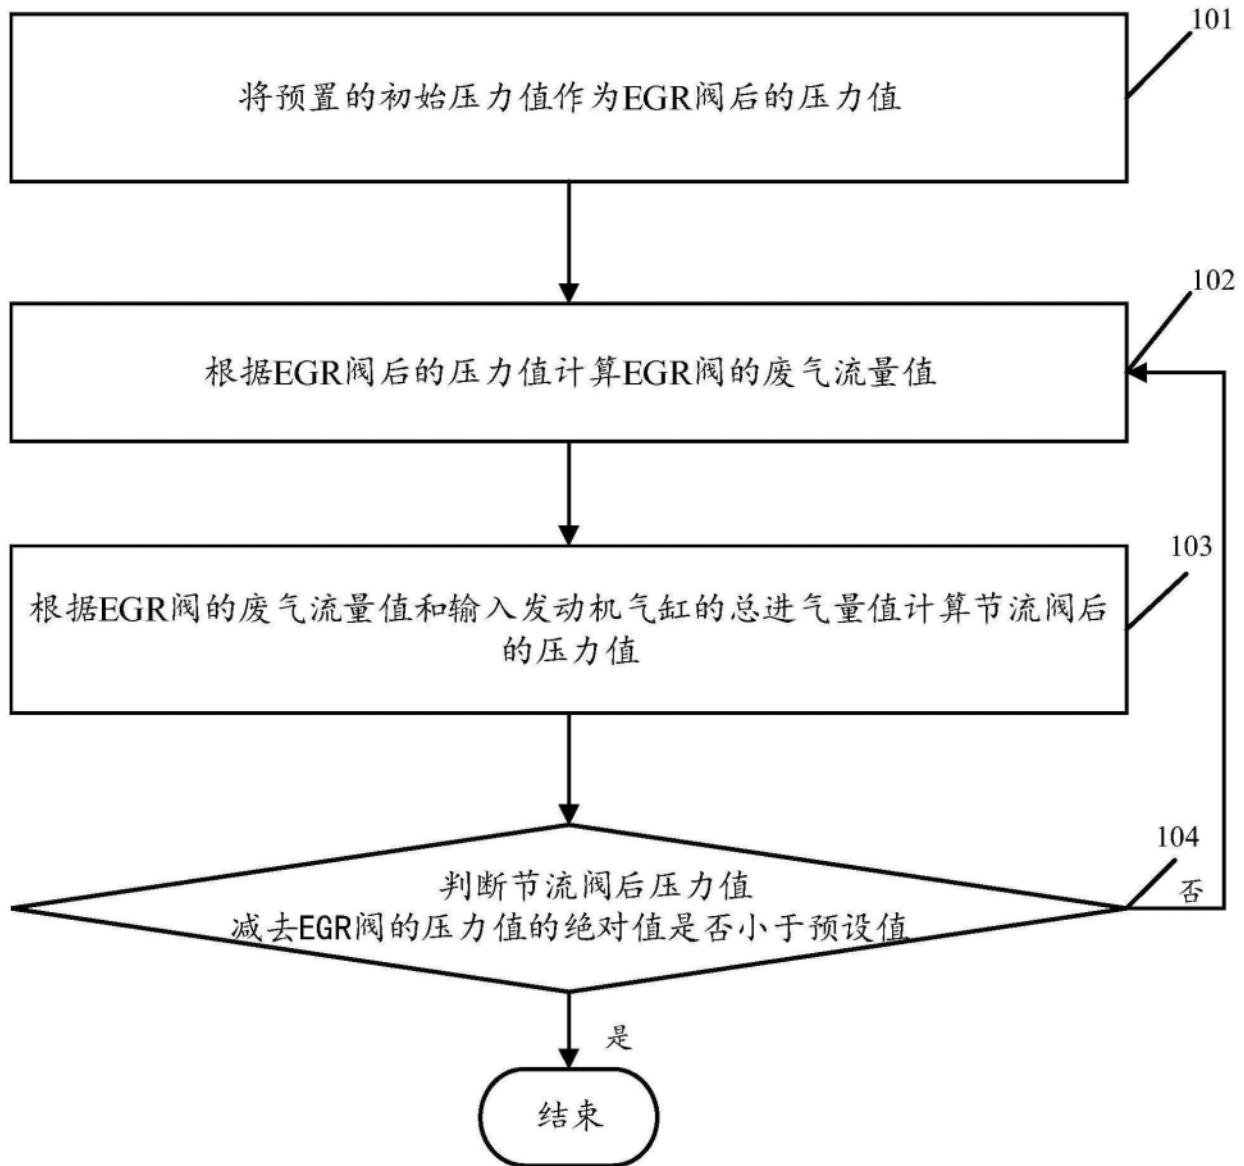 101
将预置的初始压力值作为EGR阀后的压力值
102
根据EGR阀后的压力值计算EGR阀的废气流量值
103
根据EGR阀的废气流量值和输入发动机气缸的总进气量值计算节流阀后
的压力值
104
判断节流阀后压力值
减去EGR阀的压力值的绝对值是否小于预设值
否
是
结束